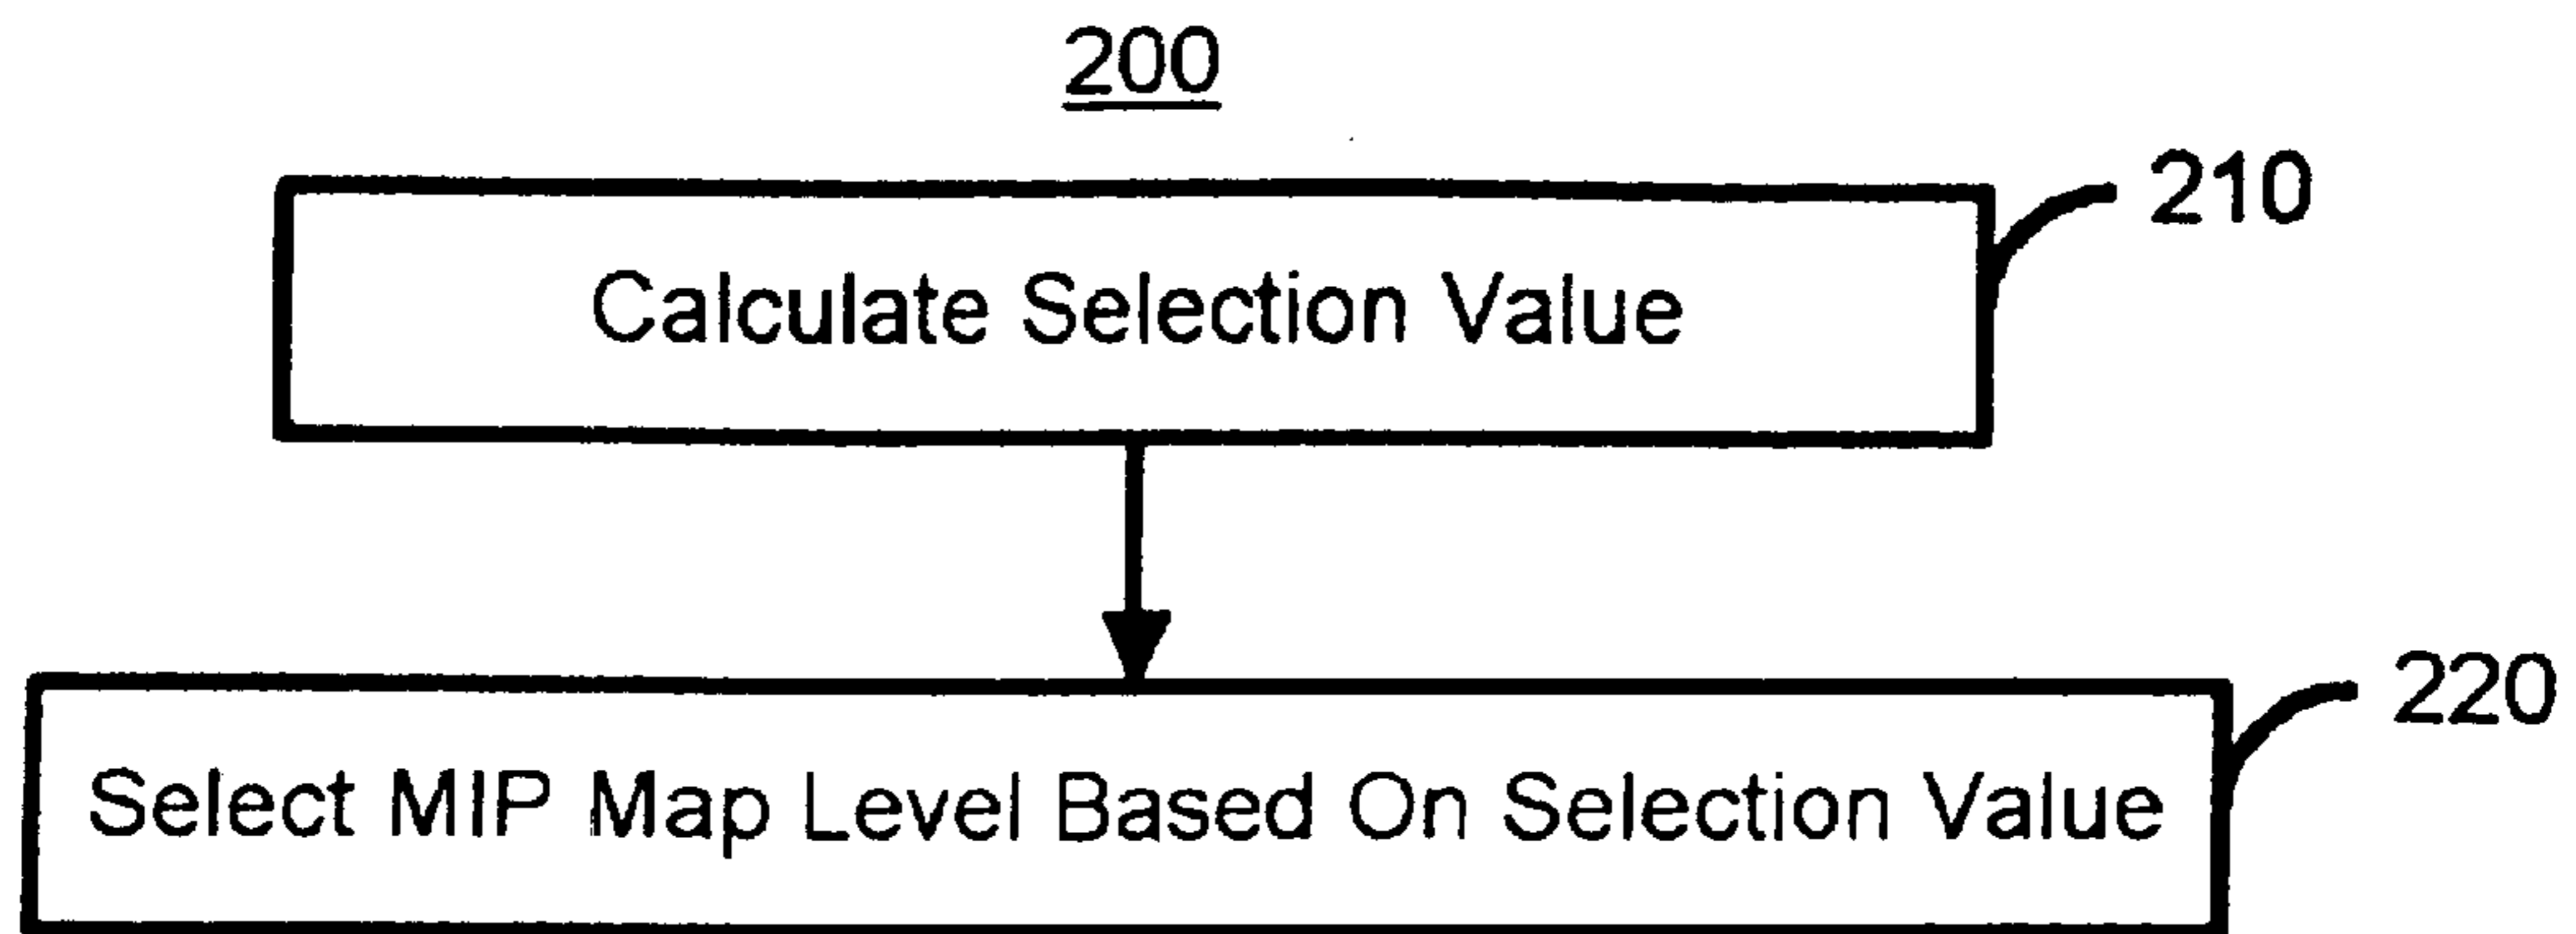 200
210
Calculate Selection Value
220
Select MIP Map Level Based On Selection Value